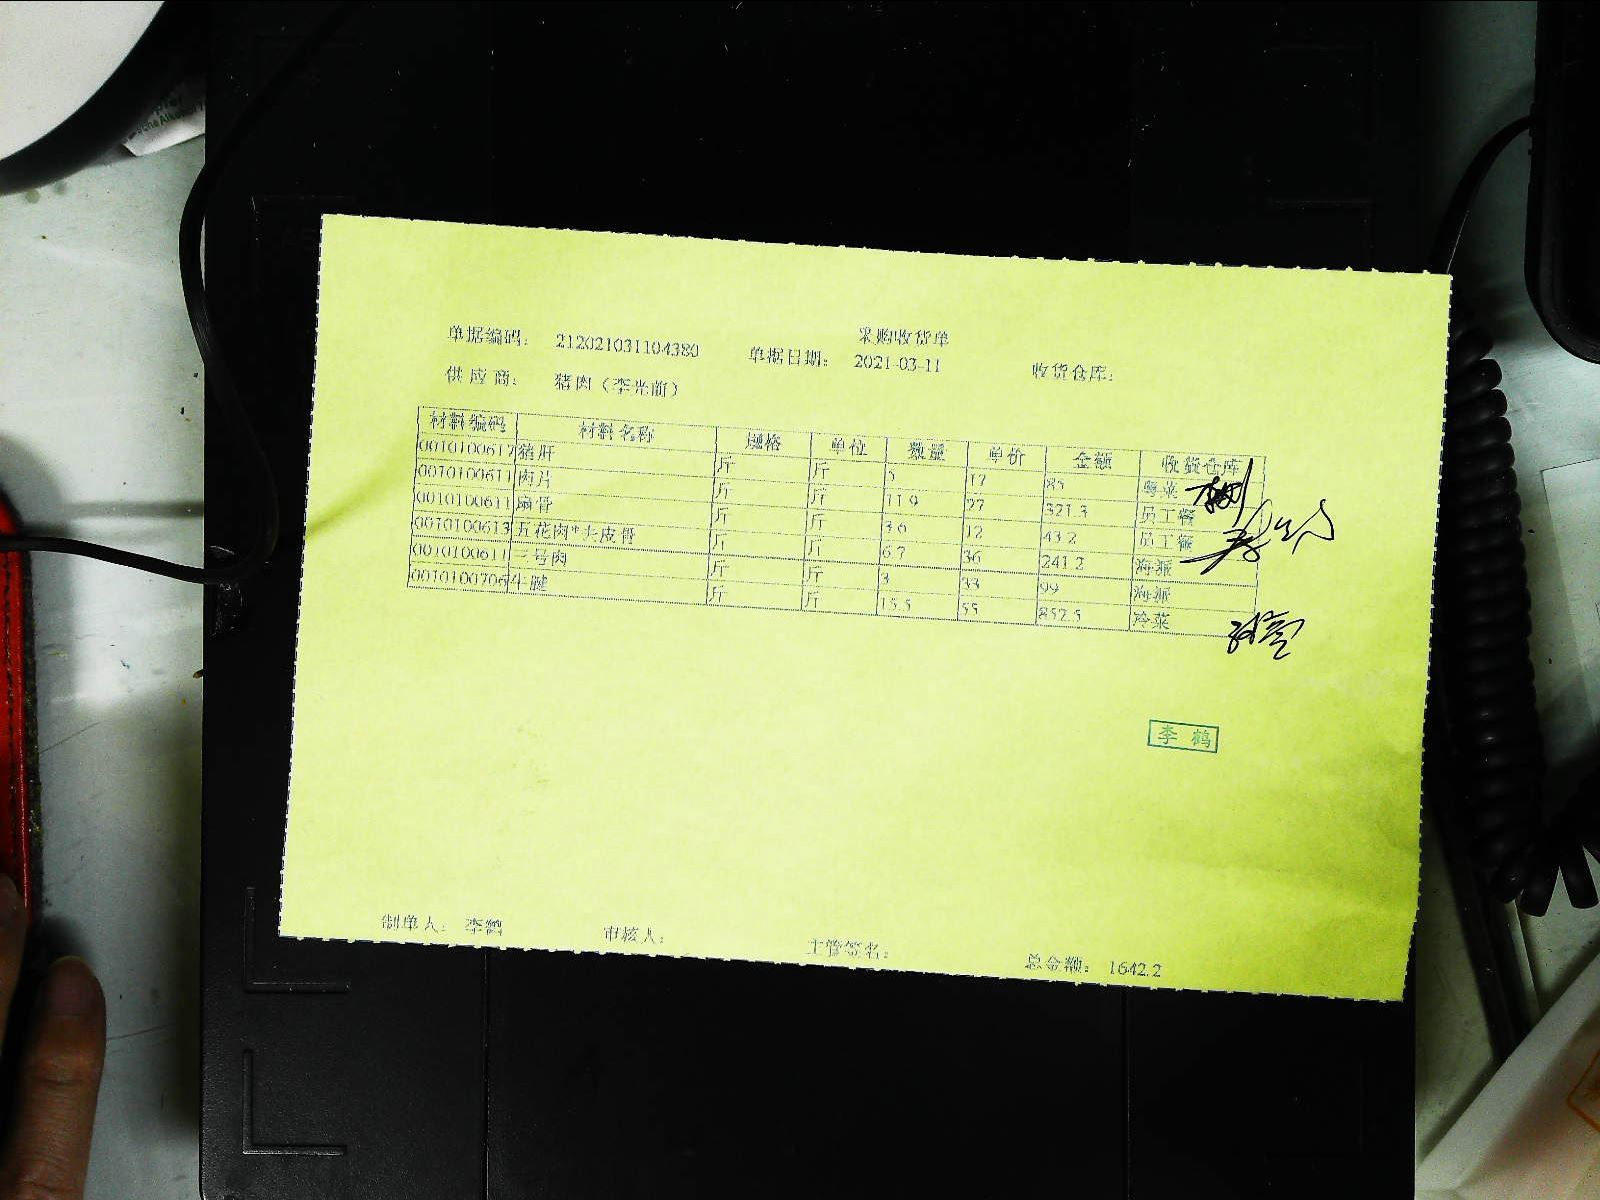 采购收货单
单据编码： 212021031104380 单据日期： 2021-03-11 收货仓库：
供应商： 猪肉（李光前）
材料编码 材料名称 规格 单位 数量 单价 金额 收货仓库
0010100617 猪肝 斤 斤 5 17 85 粤菜
0010100611 肉片 斤 斤 11.9 27 321.3 员工餐
0010100611 扇骨 斤 斤 3.6 12 43.2 员工餐
0010100613 五花肉*去皮骨 斤 斤 6.7 36 241.2 海派
0010100611 三号肉 斤 斤 3 33 99 海派
0010100706 牛腱 斤 斤 15.5 55 852.5 冷菜
李 鹤
制单人： 李鹤 审核人： 主管签名： 总金额： 1642.2